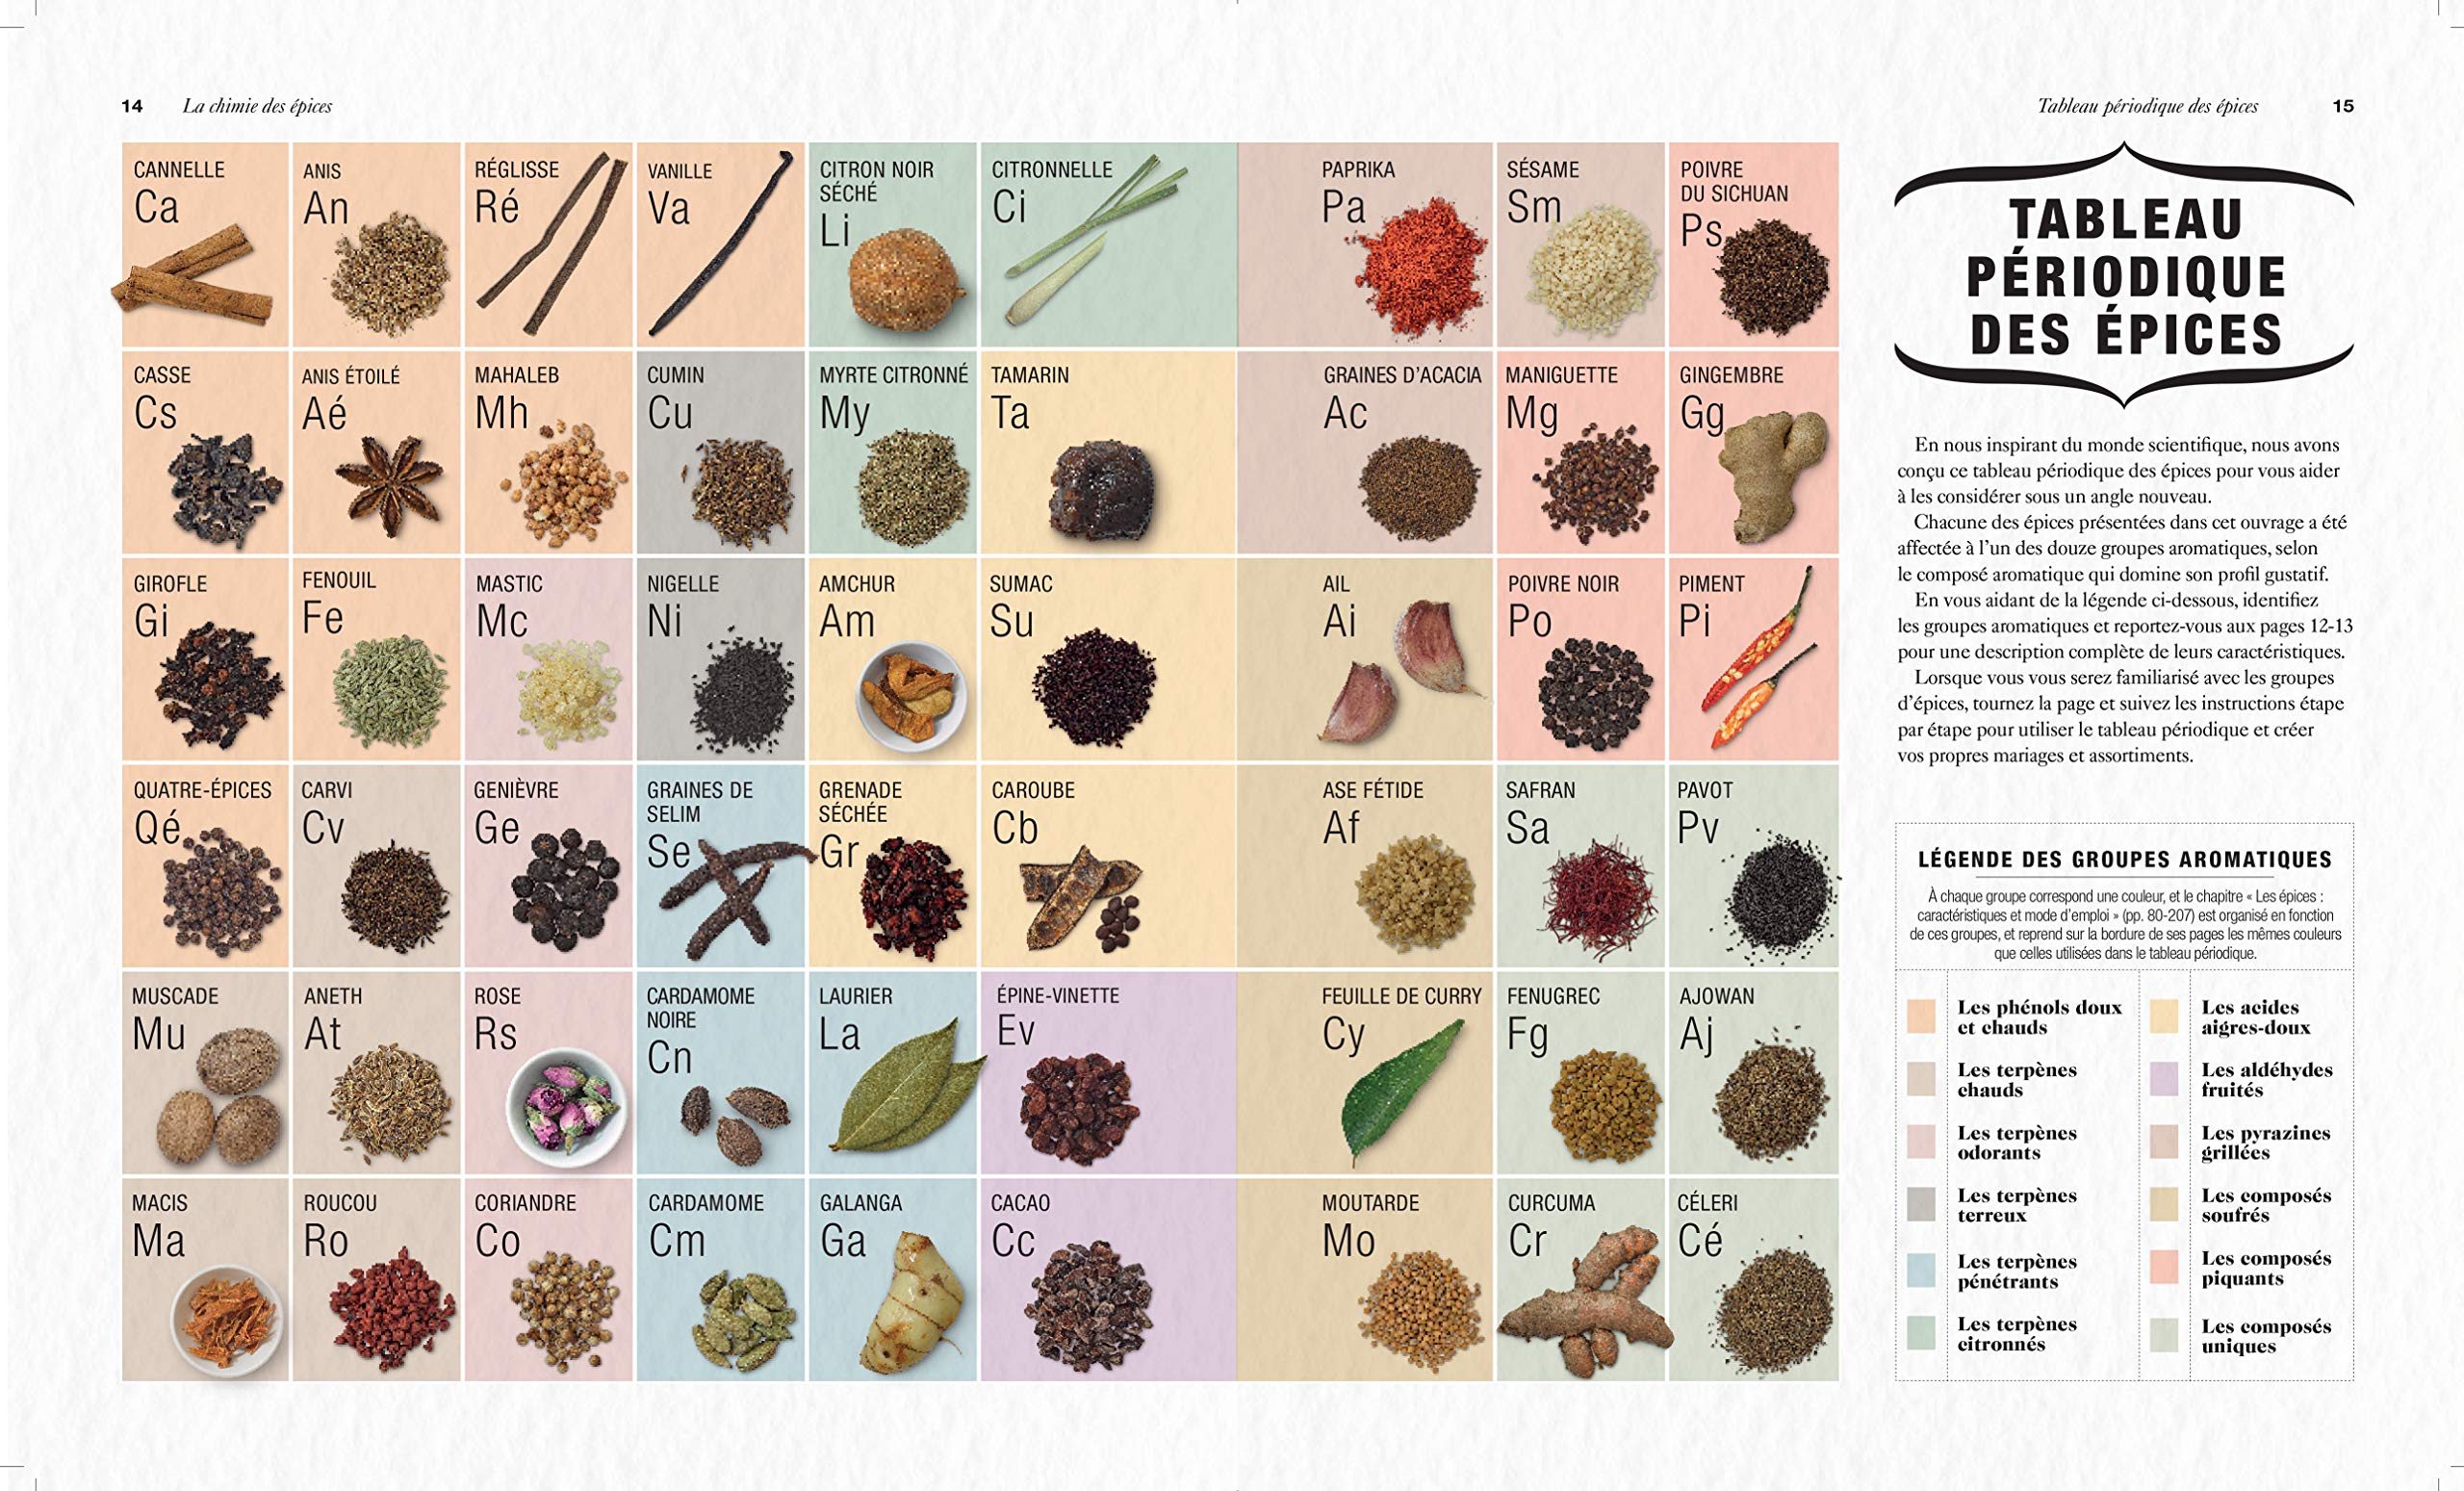 14 La chimie des épices
Tableau périodique des épices 15
CANNELLE
Ca
ANIS
An
RÉGLISSE
Ré
VANILLE
Va
CITRON NOIR
SÉCHÉ
Li
CITRONNELLE
Ci
PAPRIKA
Pa
SÉSAME
Sm
POIVRE
DU SICHUAN
Ps
CASSE
Cs
ANIS ÉTOILÉ
Aé
MAHALEB
Mh
CUMIN
Cu
MYRTE CITRONNÉ
My
TAMARIN
Ta
GRAINES D'ACACIA
Ac
MANIGUETTE
Mg
GINGEMBRE
Gg
GIROFLE
Gi
FENOUIL
Fe
MASTIC
Mc
NIGELLE
Ni
AMCHUR
Am
SUMAC
Su
AIL
Ai
POIVRE NOIR
Po
PIMENT
Pi
QUATRE-ÉPICES
Qé
CARVI
Cv
GENIÈVRE
Ge
GRAINES DE
SELIM
Se
GRENADE
SÉCHÉE
Gr
CAROUBE
Cb
ASE FÉTIDE
Af
SAFRAN
Sa
PAVOT
Pv
MUSCADE
Mu
ANETH
At
ROSE
Rs
CARDAMOME
NOIRE
Cn
LAURIER
La
ÉPINE-VINETTE
Ev
FEUILLE DE CURRY
Cy
FENUGREC
Fg
AJOWAN
Aj
MACIS
Ma
ROUCOU
Ro
CORIANDRE
Co
CARDAMOME
Cm
GALANGA
Ga
CACAO
Cc
MOUTARDE
Mo
CURCUMA
Cr
CÉLERI
Cé
TABLEAU
PÉRIODIQUE
DES ÉPICES
En nous inspirant du monde scientifique, nous avons
conçu ce tableau périodique des épices pour vous aider
à les considérer sous un angle nouveau.
Chacune des épices présentées dans cet ouvrage a été
affectée à l'un des douze groupes aromatiques, selon
le composé aromatique qui domine son profil gustatif.
En vous aidant de la légende ci-dessous, identifiez
les groupes aromatiques et reportez-vous aux pages 12-13
pour une description complète de leurs caractéristiques.
Lorsque vous vous serez familiarisé avec les groupes
d'épices, tournez la page et suivez les instructions étape
par étape pour utiliser le tableau périodique et créer
vos propres mariages et assortiments.
LÉGENDE DES GROUPES AROMATIQUES
À chaque groupe correspond une couleur, et le chapitre « Les épices :
caractéristiques et mode d'emploi » (pp. 80-207) est organisé en fonction
de ces groupes, et reprend sur la bordure de ses pages les mêmes couleurs
que celles utilisées dans le tableau périodique.
Les phénols doux
et chauds
Les terpènes
chauds
Les terpènes
odorants
Les terpènes
terreux
Les terpènes
pénétrants
Les terpènes
citronnés
Les acides
aigres-doux
Les aldéhydes
fruités
Les pyrazines
grillées
Les composés
soufrés
Les composés
piquants
Les composés
uniques